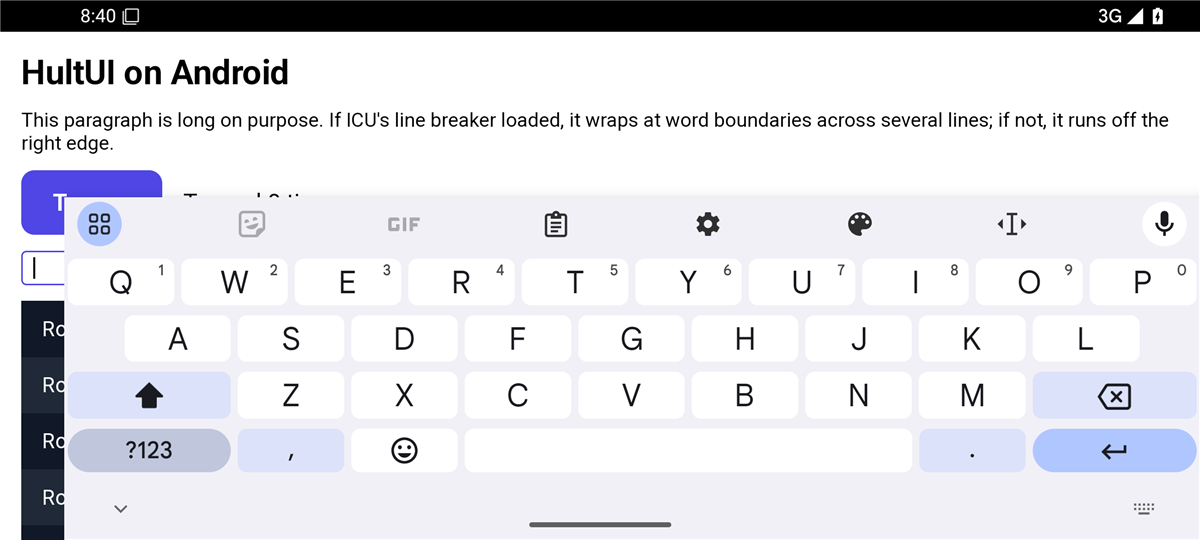 8:40
3G
HultUI on Android
This paragraph is long on purpose. If ICU's line breaker loaded, it wraps at word boundaries across several lines; if not, it runs off the
right edge.
GIF
Q 1 W 2 E 3 R 4 T 5 Y 6 U 7 I 8 O 9 P 0
A S D F G H J K L
Z X C V B N M
?123 , .